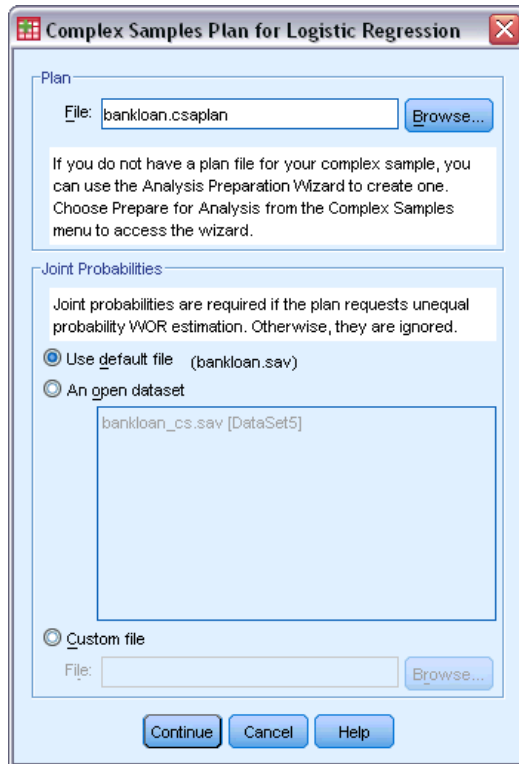 Complex Samples Plan for Logistic Regression
Plan
File: bankloan.csaplan Browse...
If you do not have a plan file for your complex sample, you
can use the Analysis Preparation Wizard to create one.
Choose Prepare for Analysis from the Complex Samples
menu to access the wizard.
Joint Probabilities
Joint probabilities are required if the plan requests unequal
probability WOR estimation. Otherwise, they are ignored.
Use default file (bankloan.sav)
An open dataset
bankloan_cs.sav [DataSet5]
Custom file
File: Browse...
Continue Cancel Help